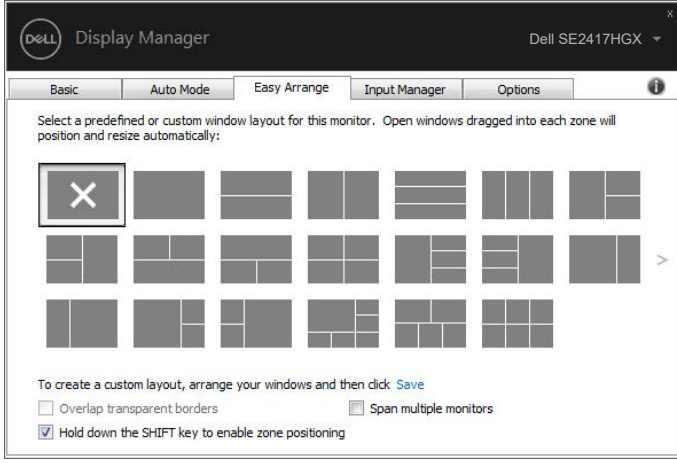 x
DELL Display Manager
Dell SE2417HGX
Basic Auto Mode Easy Arrange Input Manager Options i
Select a predefined or custom window layout for this monitor. Open windows dragged into each zone will
position and resize automatically:
>
To create a custom layout, arrange your windows and then click Save
Overlap transparent borders Span multiple monitors
Hold down the SHIFT key to enable zone positioning